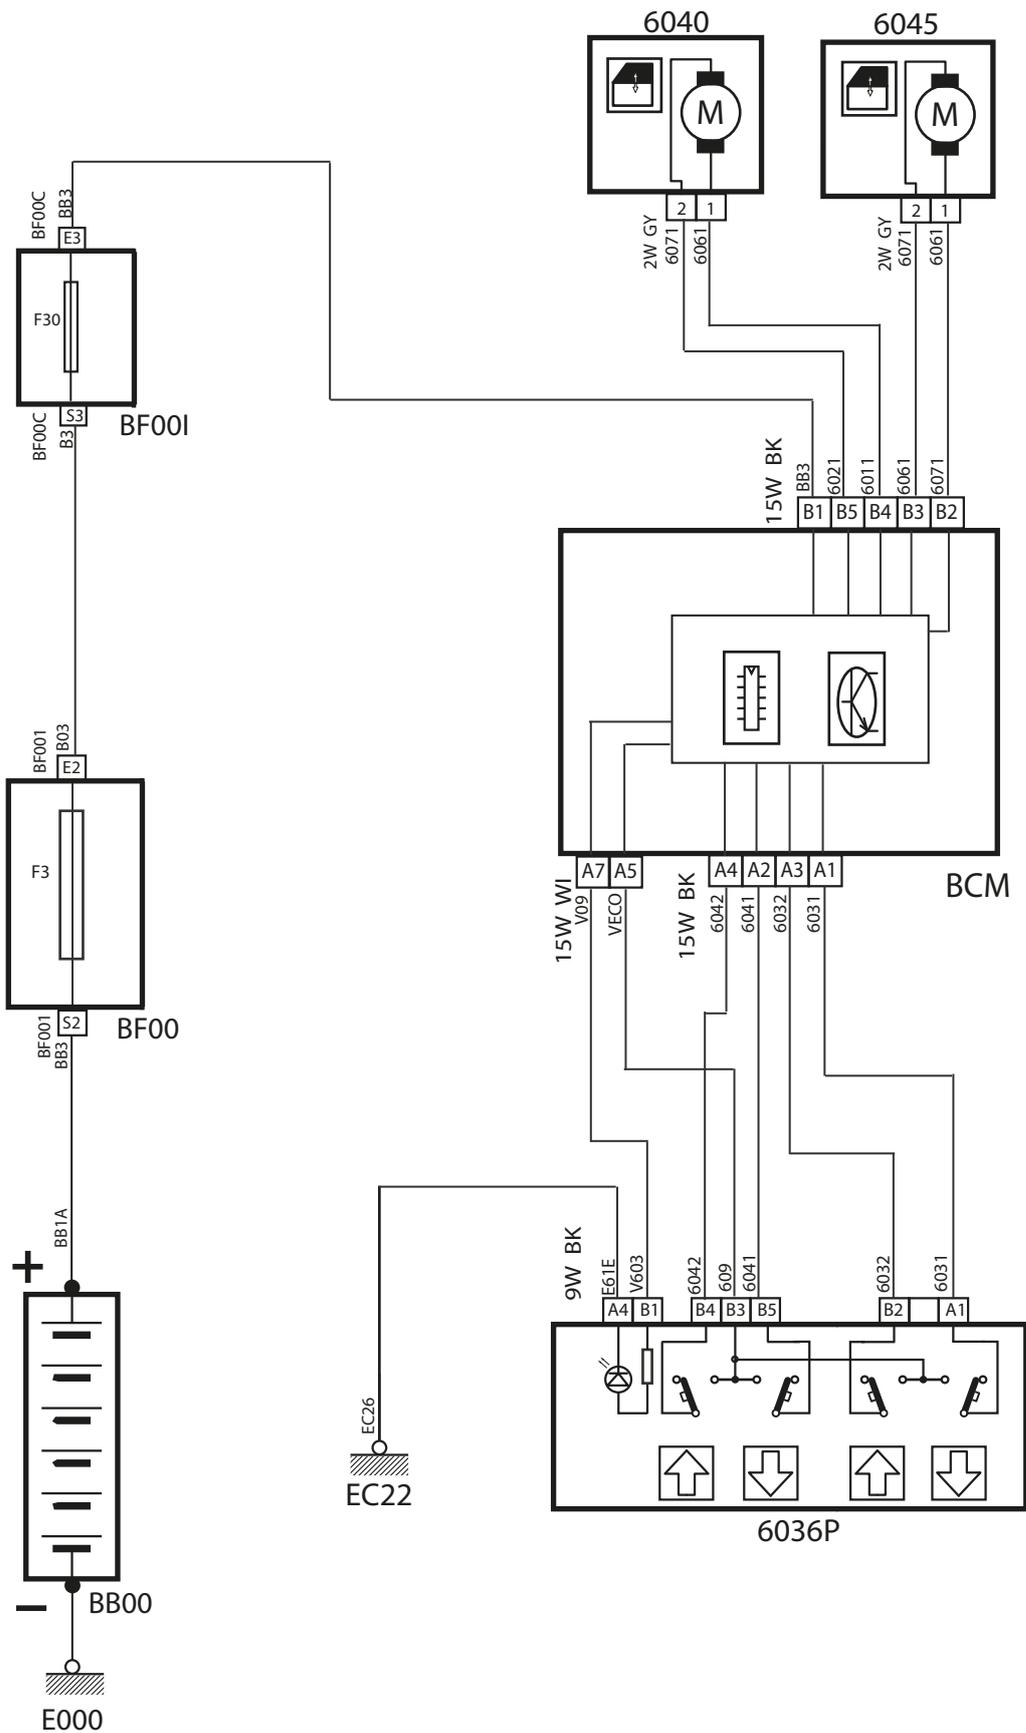 6040
6045
M
M
2
1
2
1
2W GY
6071
6061
2W GY
6071
6061
BF00C
BB3
E3
F30
S3
BF00C
B3
BF00I
15W BK
BB3
6021
6011
6061
6071
B1
B5
B4
B3
B2
BF001
B03
E2
F3
S2
BF001
BB3
BF00
A7
A5
A4
A2
A3
A1
BCM
15W WI
V09
VECO
15W BK
6042
6041
6032
6031
BB1A
+
9W BK
E61E
V603
6042
609
6041
6032
6031
A4
B1
B4
B3
B5
B2
A1
EC26
EC22
6036P
−
BB00
E000